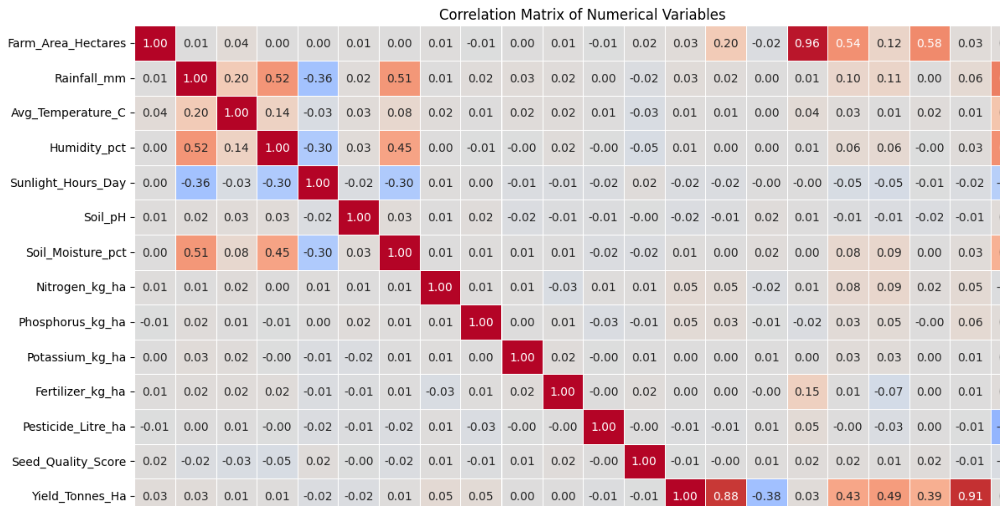 Correlation Matrix of Numerical Variables
Farm_Area_Hectares 1.00 0.01 0.04 0.00 0.00 0.01 0.00 0.01 -0.01 0.00 0.01 -0.01 0.02 0.03 0.20 -0.02 0.96 0.54 0.12 0.58 0.03
Rainfall_mm 0.01 1.00 0.20 0.52 -0.36 0.02 0.51 0.01 0.02 0.03 0.02 0.00 -0.02 0.03 0.02 0.00 0.01 0.10 0.11 0.00 0.06
Avg_Temperature_C 0.04 0.20 1.00 0.14 -0.03 0.03 0.08 0.02 0.01 0.02 0.02 0.01 -0.03 0.01 0.01 0.00 0.04 0.03 0.01 0.02 0.01
Humidity_pct 0.00 0.52 0.14 1.00 -0.30 0.03 0.45 0.00 -0.01 -0.00 0.02 -0.00 -0.05 0.01 0.00 0.00 0.01 0.06 0.06 -0.00 0.03
Sunlight_Hours_Day 0.00 -0.36 -0.03 -0.30 1.00 -0.02 -0.30 0.01 0.00 -0.01 -0.01 -0.02 0.02 -0.02 -0.02 -0.00 -0.00 -0.05 -0.05 -0.01 -0.02
Soil_pH 0.01 0.02 0.03 0.03 -0.02 1.00 0.03 0.01 0.02 -0.02 -0.01 -0.01 -0.00 -0.02 -0.01 0.02 0.01 -0.01 -0.01 -0.02 -0.01
Soil_Moisture_pct 0.00 0.51 0.08 0.45 -0.30 0.03 1.00 0.01 0.01 0.01 0.01 -0.02 -0.02 0.01 0.00 0.02 0.00 0.08 0.09 0.00 0.03
Nitrogen_kg_ha 0.01 0.01 0.02 0.00 0.01 0.01 0.01 1.00 0.01 0.01 -0.03 0.01 0.01 0.05 0.05 -0.02 0.01 0.08 0.09 0.02 0.05
Phosphorus_kg_ha -0.01 0.02 0.01 -0.01 0.00 0.02 0.01 0.01 1.00 0.00 0.01 -0.03 -0.01 0.05 0.03 -0.01 -0.02 0.03 0.05 -0.00 0.06
Potassium_kg_ha 0.00 0.03 0.02 -0.00 -0.01 -0.02 0.01 0.01 0.00 1.00 0.02 -0.00 0.01 0.00 0.00 0.01 0.00 0.03 0.03 0.00 0.01
Fertilizer_kg_ha 0.01 0.02 0.02 0.02 -0.01 -0.01 0.01 -0.03 0.01 0.02 1.00 -0.00 0.02 0.00 0.00 -0.00 0.15 0.01 -0.07 0.00 0.01
Pesticide_Litre_ha -0.01 0.00 0.01 -0.00 -0.02 -0.01 -0.02 0.01 -0.03 -0.00 -0.00 1.00 -0.00 -0.01 -0.01 0.01 0.05 -0.00 -0.03 0.00 -0.01
Seed_Quality_Score 0.02 -0.02 -0.03 -0.05 0.02 -0.00 -0.02 0.01 -0.01 0.01 0.02 -0.00 1.00 -0.01 -0.00 0.01 0.02 0.02 0.01 0.02 -0.01
Yield_Tonnes_Ha 0.03 0.03 0.01 0.01 -0.02 -0.02 0.01 0.05 0.05 0.00 0.00 -0.01 -0.01 1.00 0.88 -0.38 0.03 0.43 0.49 0.39 0.91